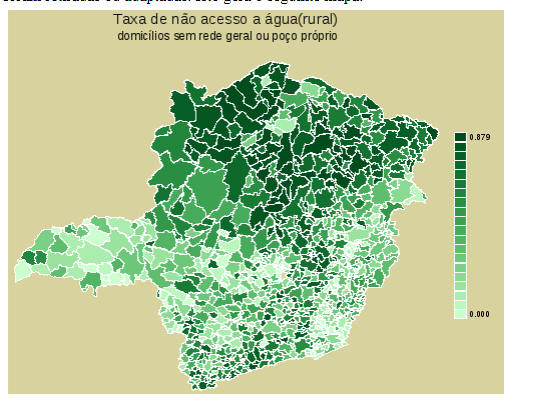 Taxa de não acesso a água(rural)
domicílios sem rede geral ou poço próprio
0.879
0.000